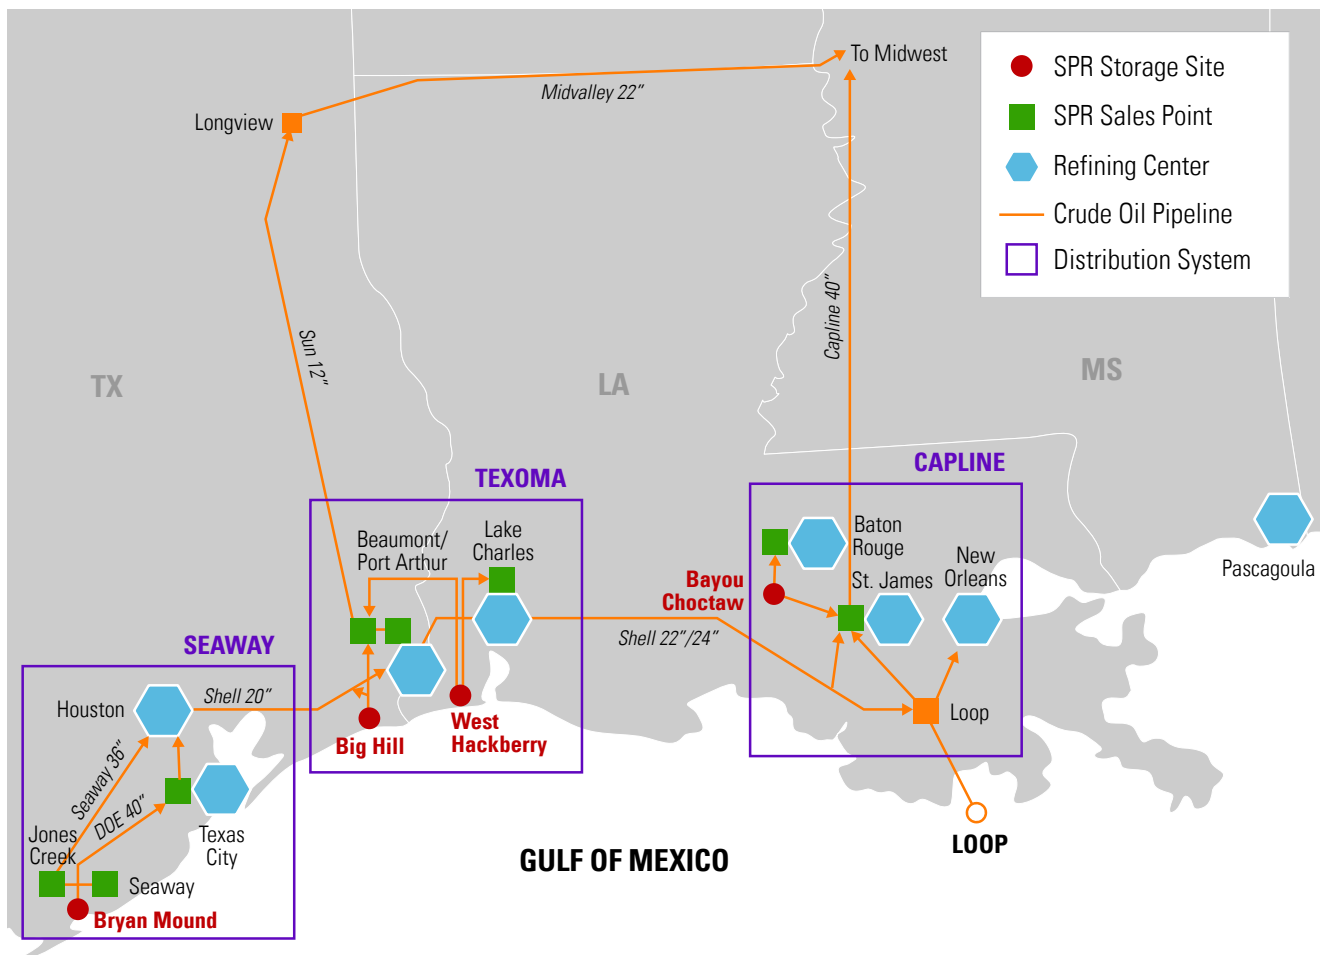 To Midwest
Midvalley 22"
Longview
SPR Storage Site
SPR Sales Point
Refining Center
Crude Oil Pipeline
Distribution System
Sun 12"
Capline 40"
TX
LA
MS
TEXOMA
CAPLINE
Beaumont/
Port Arthur
Lake
Charles
Baton
Rouge
New
Orleans
St. James
Bayou
Choctaw
Pascagoula
SEAWAY
Shell 22"/24"
Shell 20"
Houston
Big Hill
West
Hackberry
Loop
Seaway 36"
DOE 40"
Jones
Creek
Texas
City
Seaway
Bryan Mound
GULF OF MEXICO
LOOP